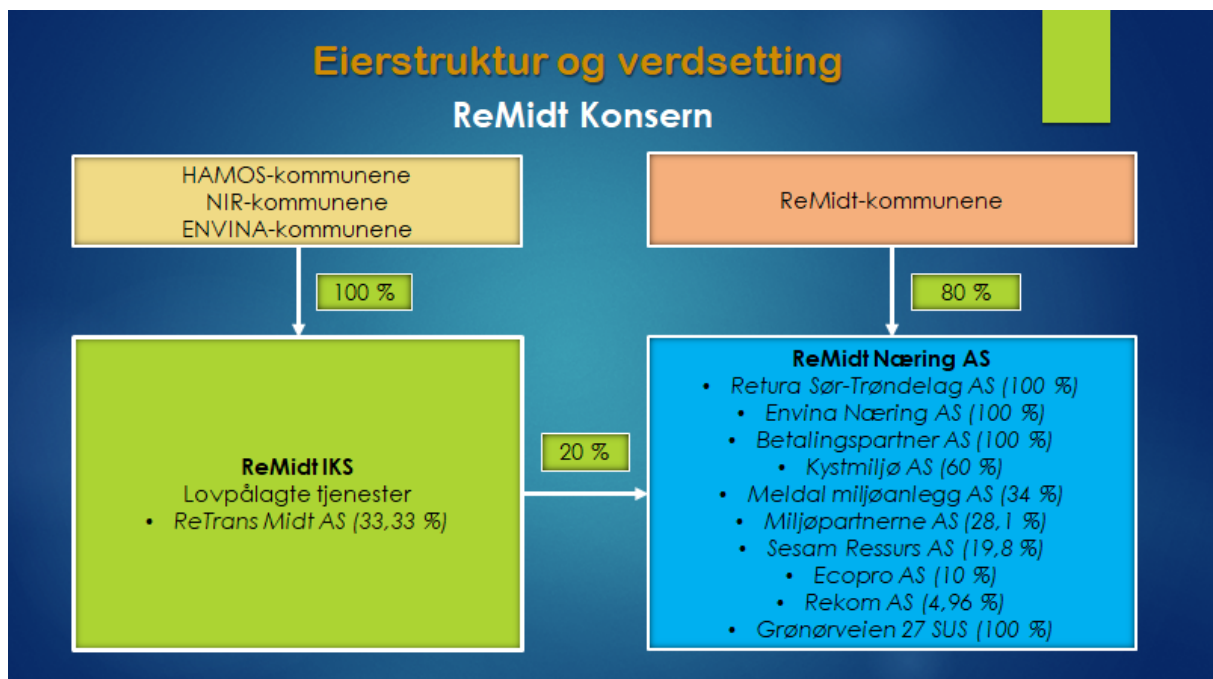 Eierstruktur og verdsetting
ReMidt Konsern
HAMOS-kommunene
NIR-kommunene
ENVINA-kommunene
ReMidt-kommunene
100 %
80 %
ReMidt IKS
Lovpålagte tjenester
• ReTrans Midt AS (33,33 %)
20 %
ReMidt Næring AS
• Retura Sør-Trøndelag AS (100 %)
• Envina Næring AS (100 %)
• Betalingspartner AS (100 %)
• Kystmiljø AS (60 %)
• Meldal miljøanlegg AS (34 %)
• Miljøpartnerne AS (28,1 %)
• Sesam Ressurs AS (19,8 %)
• Ecopro AS (10 %)
• Rekom AS (4,96 %)
• Grønørveien 27 SUS (100 %)